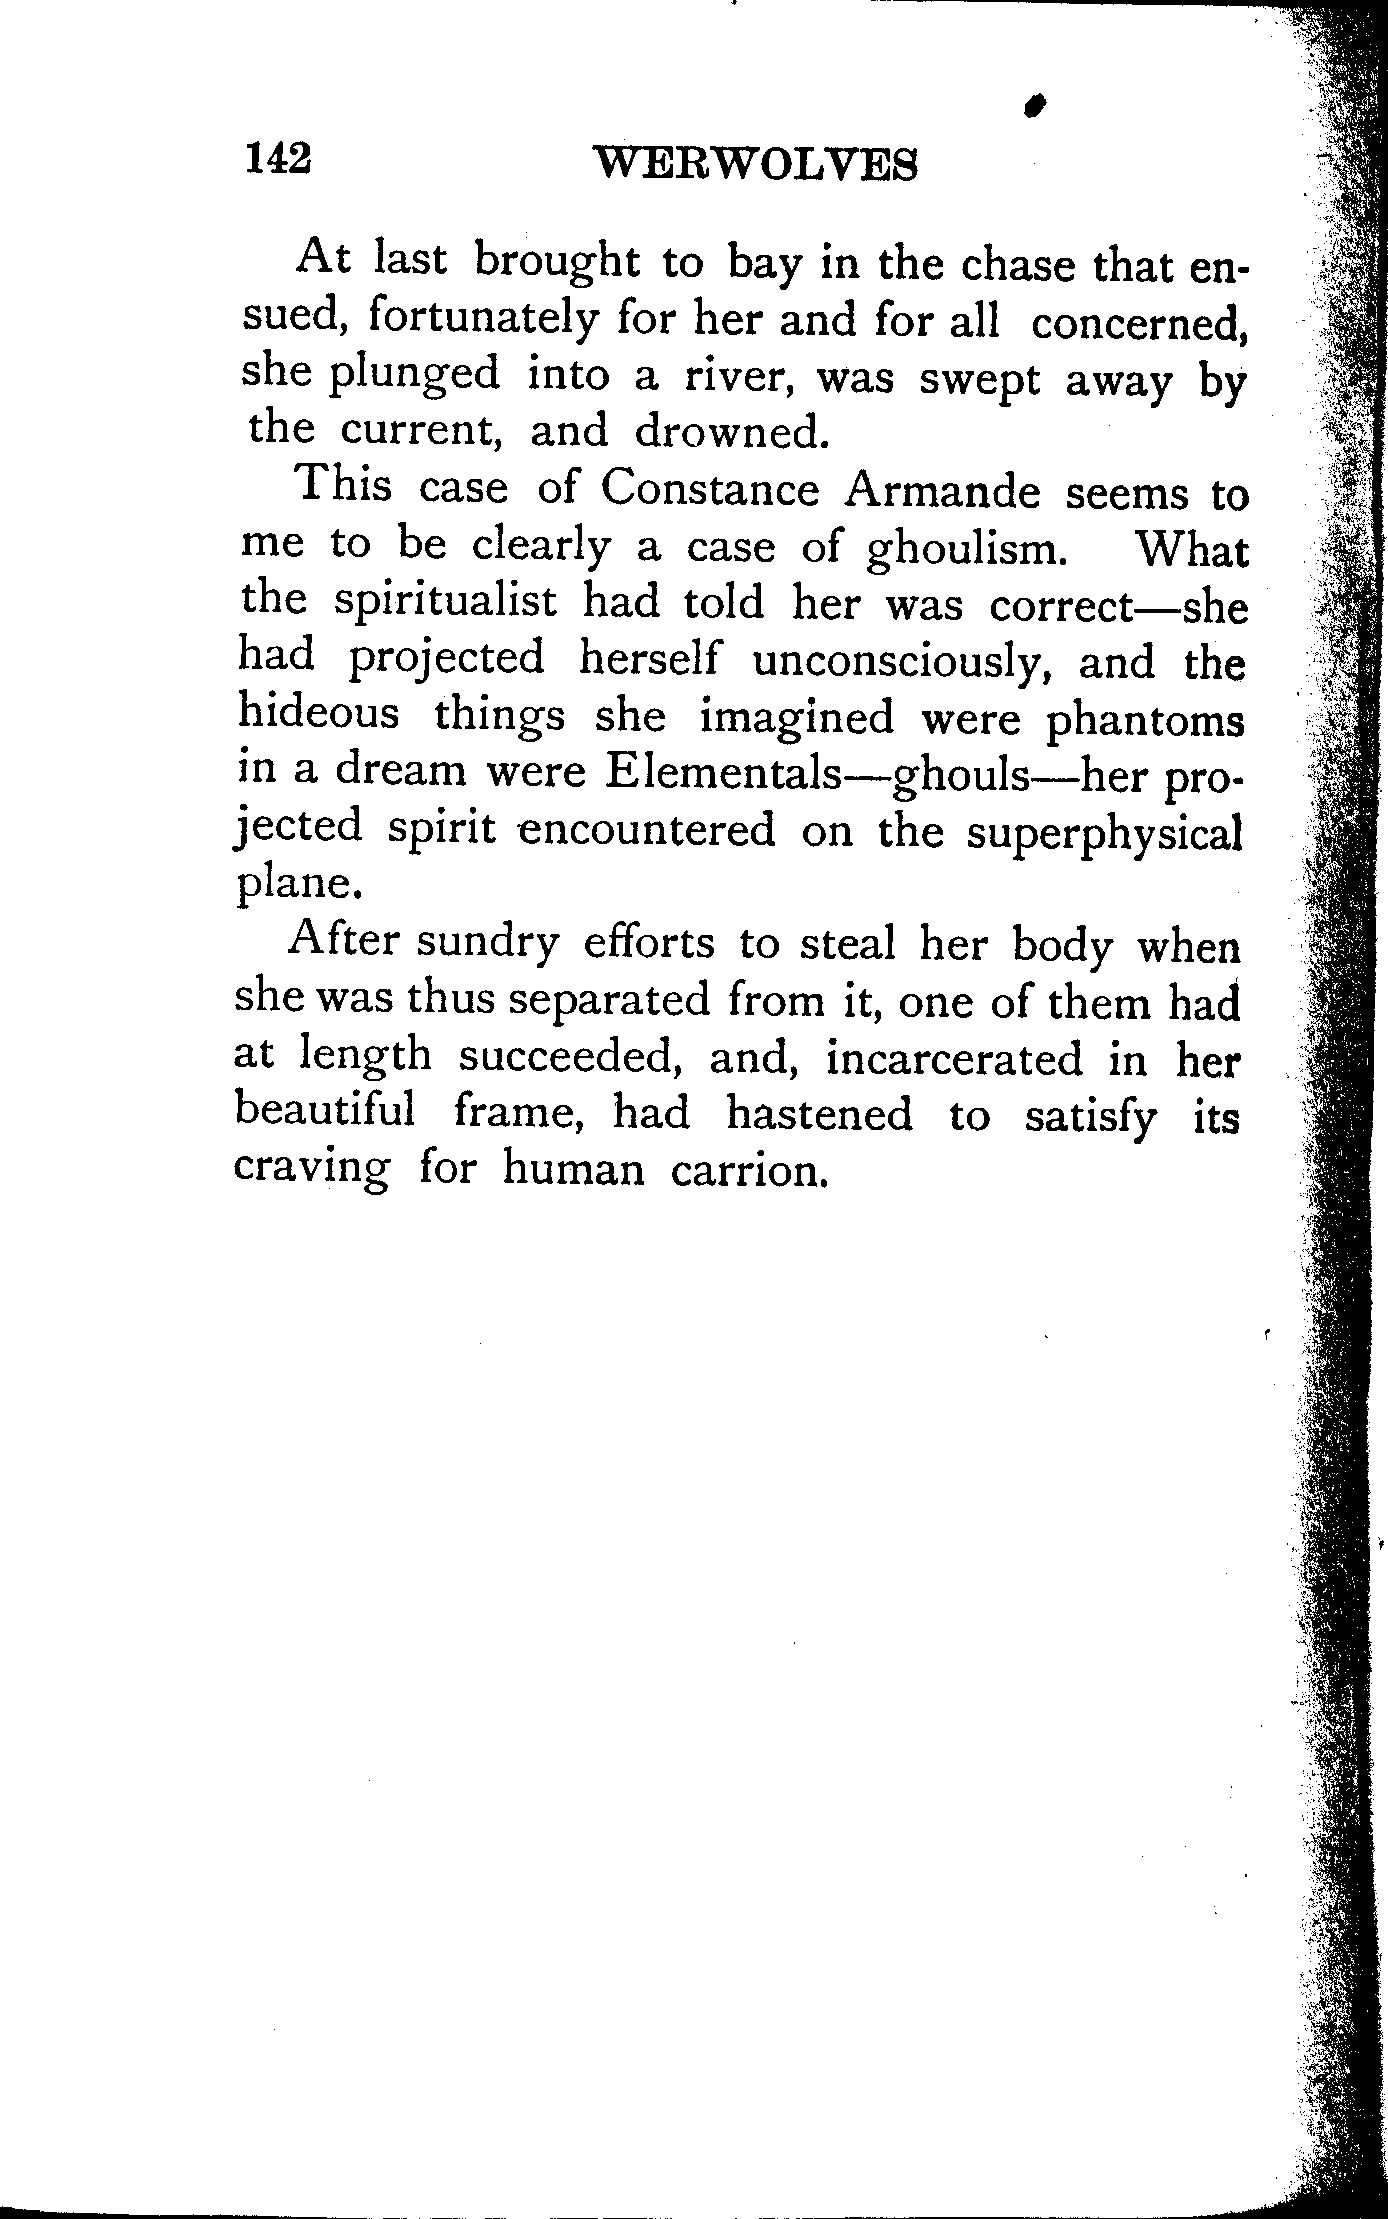 142 WERWOLVES
At last brought to bay in the chase that en-
sued, fortunately for her and for all concerned,
she plunged into a river, was swept away by
the current, and drowned.
This case of Constance Armande seems to
me to be clearly a case of ghoulism. What
the spiritualist had told her was correct—she
had projected herself unconsciously, and the
hideous things she imagined were phantoms
in a dream were Elementals—ghouls—her pro-
jected spirit encountered on the superphysical
plane.
After sundry efforts to steal her body when
she was thus separated from it, one of them had
at length succeeded, and, incarcerated in her
beautiful frame, had hastened to satisfy its
craving for human carrion.